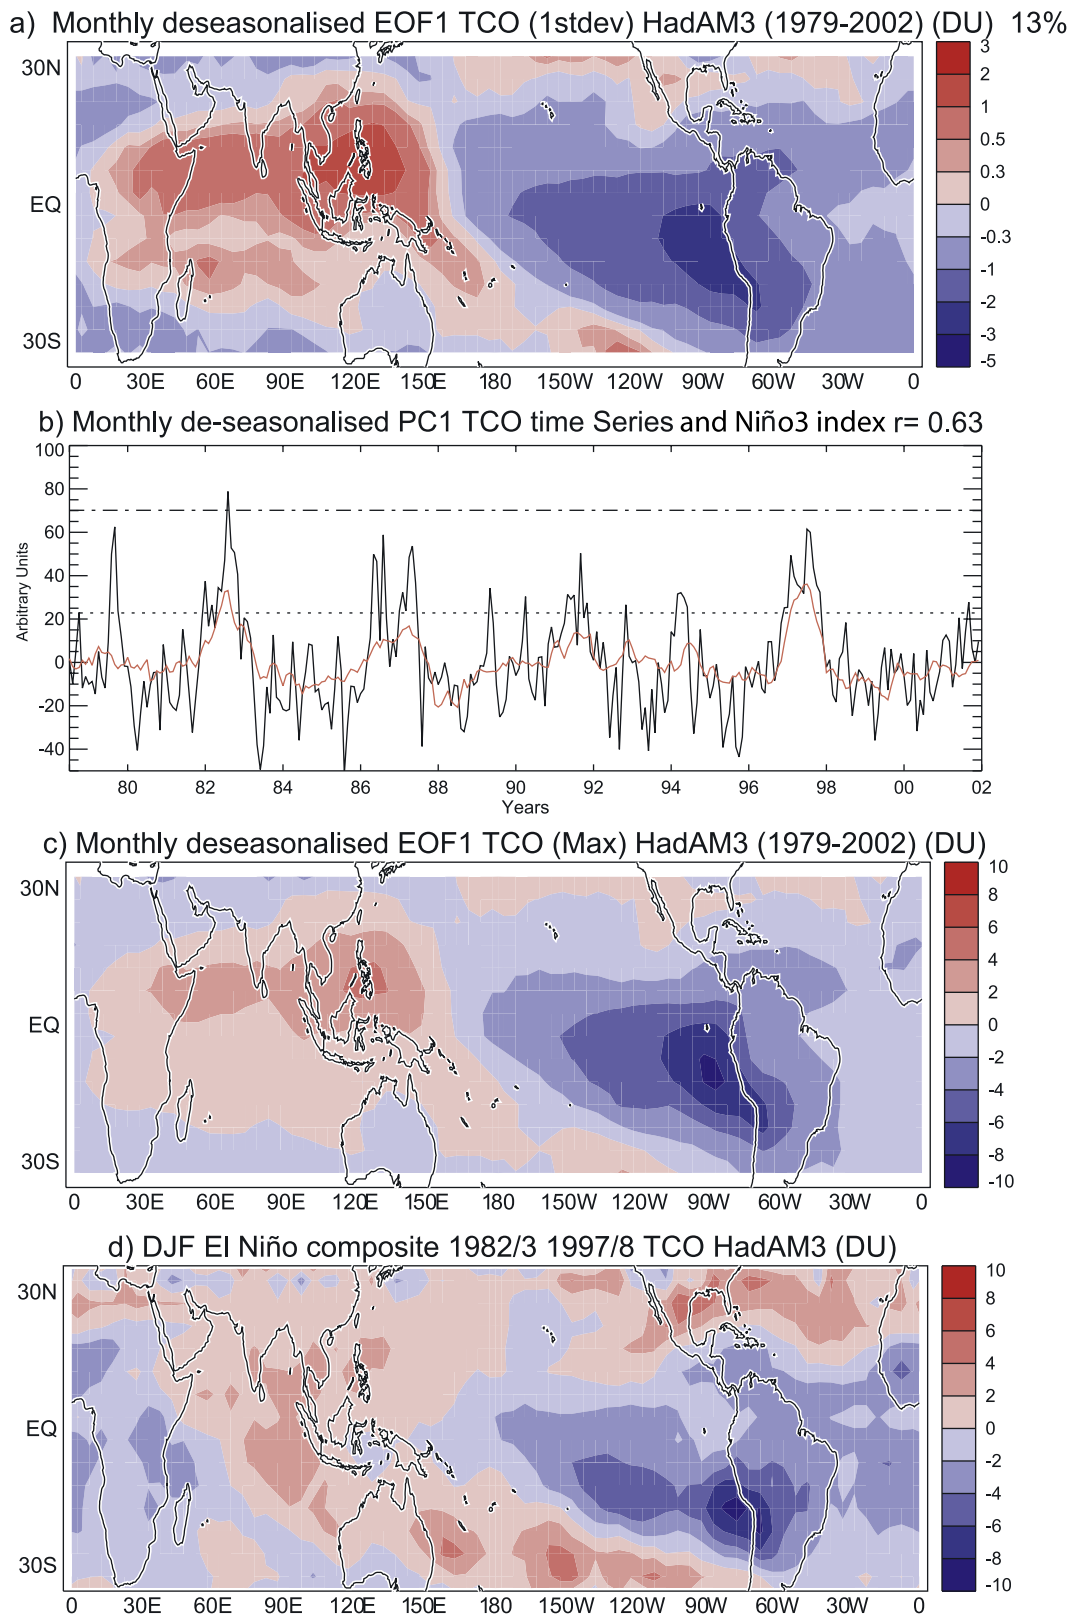 a) Monthly deseasonalised EOF1 TCO (1stdev) HadAM3 (1979-2002) (DU) 13%
30N
EQ
30S
0 30E 60E 90E 120E 150E 180 150W 120W 90W 60W 30W 0
3
2
1
0.5
0.3
0
-0.3
-1
-2
-3
-5
b) Monthly de-seasonalised PC1 TCO time Series and Niño3 index r= 0.63
Arbitrary Units
100
80
60
40
20
0
-20
-40
80 82 84 86 88 90 92 94 96 98 00 02
Years
c) Monthly deseasonalised EOF1 TCO (Max) HadAM3 (1979-2002) (DU)
30N
EQ
30S
0 30E 60E 90E 120E 150E 180 150W 120W 90W 60W 30W 0
10
8
6
4
2
0
-2
-4
-6
-8
-10
d) DJF El Niño composite 1982/3 1997/8 TCO HadAM3 (DU)
30N
EQ
30S
0 30E 60E 90E 120E 150E 180 150W 120W 90W 60W 30W 0
10
8
6
4
2
0
-2
-4
-6
-8
-10